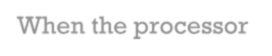 When the processor